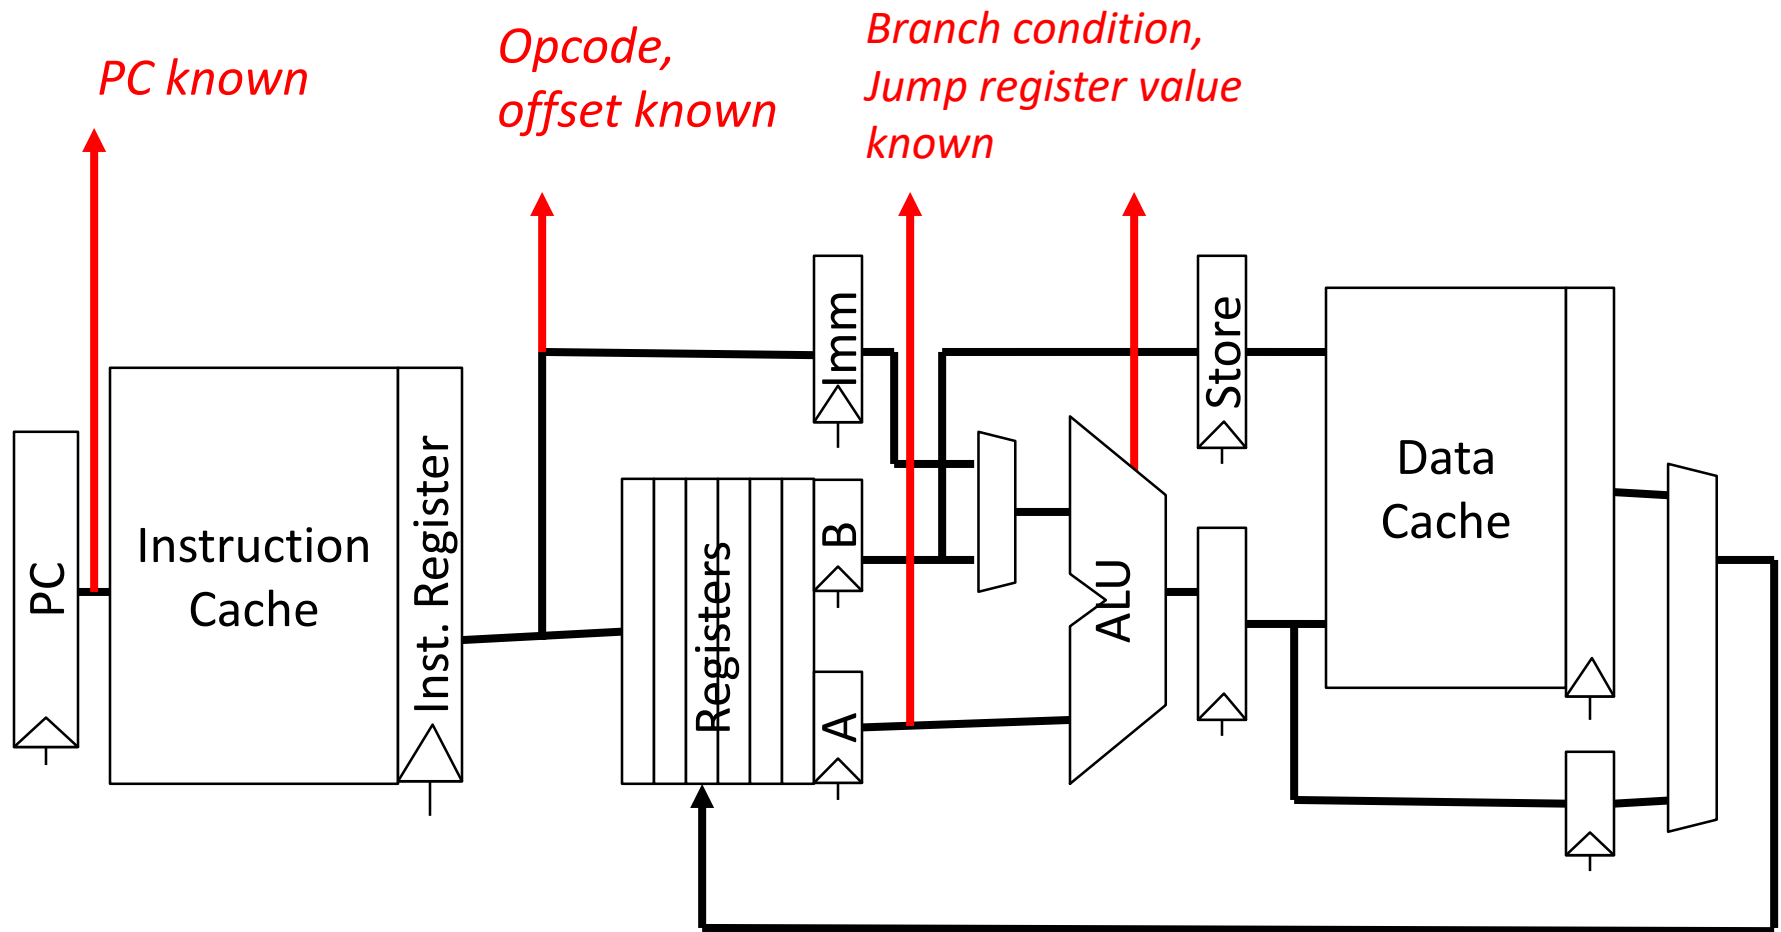 PC known
Opcode,
offset known
Branch condition,
Jump register value
known
PC
Instruction
Cache
Inst. Register
Registers
Imm
B
A
ALU
Store
Data
Cache